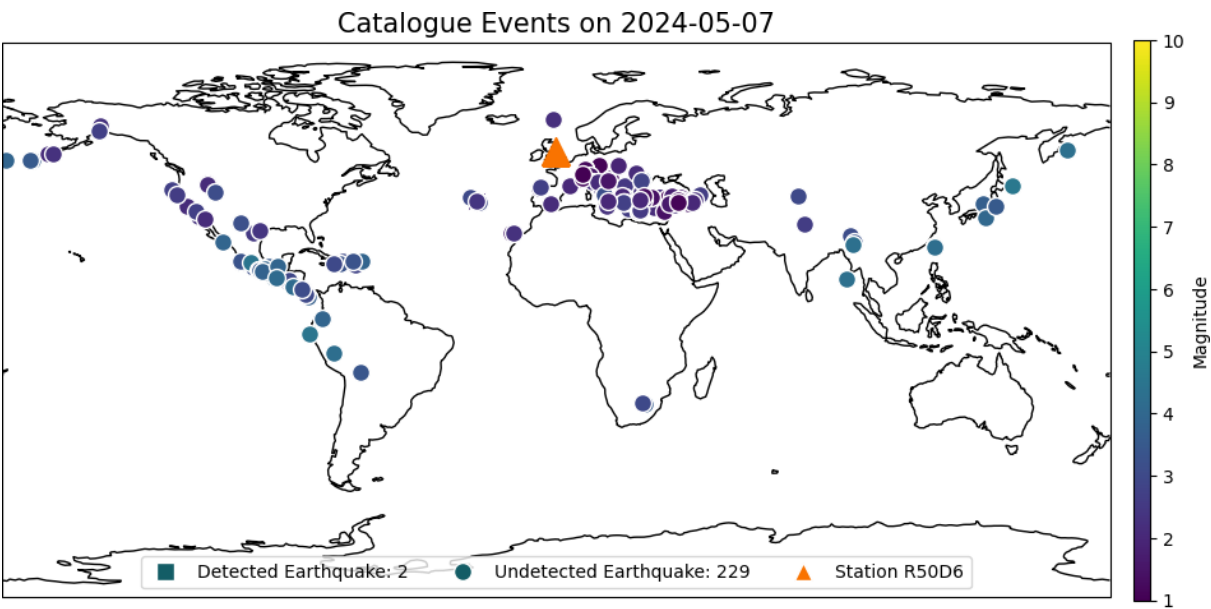 Catalogue Events on 2024-05-07
10
9
8
7
6
5
4
3
2
1
Magnitude
Detected Earthquake: 2
Undetected Earthquake: 229
Station R50D6